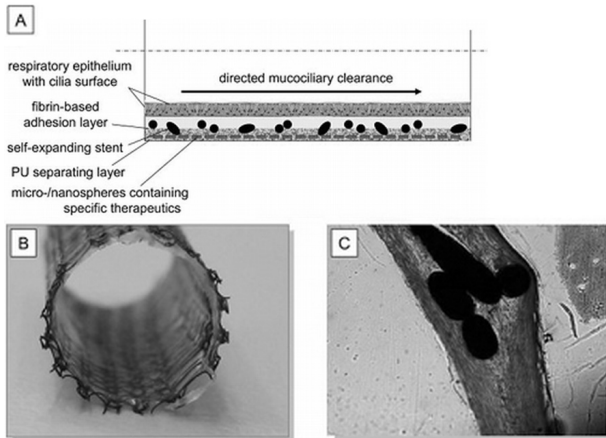 A
respiratory epithelium
with cilia surface
directed mucociliary clearance
fibrin-based
adhesion layer
self-expanding stent
PU separating layer
micro-/nanospheres containing
specific therapeutics
B
C